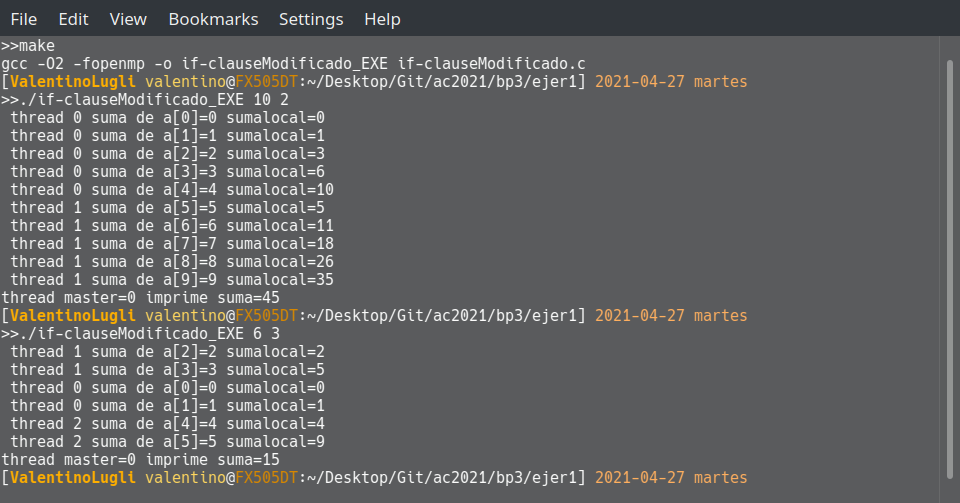 File Edit View Bookmarks Settings Help
>>make
gcc -O2 -fopenmp -o if-clauseModificado_EXE if-clauseModificado.c
[ValentinoLugli valentino@FX505DT:~/Desktop/Git/ac2021/bp3/ejer1] 2021-04-27 martes
>>./if-clauseModificado_EXE 10 2
 thread 0 suma de a[0]=0 sumalocal=0
 thread 0 suma de a[1]=1 sumalocal=1
 thread 0 suma de a[2]=2 sumalocal=3
 thread 0 suma de a[3]=3 sumalocal=6
 thread 0 suma de a[4]=4 sumalocal=10
 thread 1 suma de a[5]=5 sumalocal=5
 thread 1 suma de a[6]=6 sumalocal=11
 thread 1 suma de a[7]=7 sumalocal=18
 thread 1 suma de a[8]=8 sumalocal=26
 thread 1 suma de a[9]=9 sumalocal=35
thread master=0 imprime suma=45
[ValentinoLugli valentino@FX505DT:~/Desktop/Git/ac2021/bp3/ejer1] 2021-04-27 martes
>>./if-clauseModificado_EXE 6 3
 thread 1 suma de a[2]=2 sumalocal=2
 thread 1 suma de a[3]=3 sumalocal=5
 thread 0 suma de a[0]=0 sumalocal=0
 thread 0 suma de a[1]=1 sumalocal=1
 thread 2 suma de a[4]=4 sumalocal=4
 thread 2 suma de a[5]=5 sumalocal=9
thread master=0 imprime suma=15
[ValentinoLugli valentino@FX505DT:~/Desktop/Git/ac2021/bp3/ejer1] 2021-04-27 martes